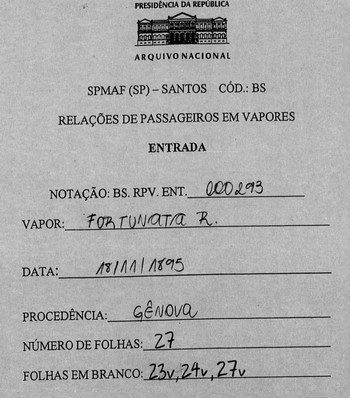 PRESIDÊNCIA DA REPÚBLICA
ARQUIVO NACIONAL
SPMAF (SP) – SANTOS CÓD.: BS
RELAÇÕES DE PASSAGEIROS EM VAPORES
ENTRADA
NOTAÇÃO: BS. RPV. ENT. 000293
VAPOR: FORTUNATA R.
DATA: 18/11/1895
PROCEDÊNCIA: GÊNOVA
NÚMERO DE FOLHAS: 27
FOLHAS EM BRANCO: 23v, 24v, 27v